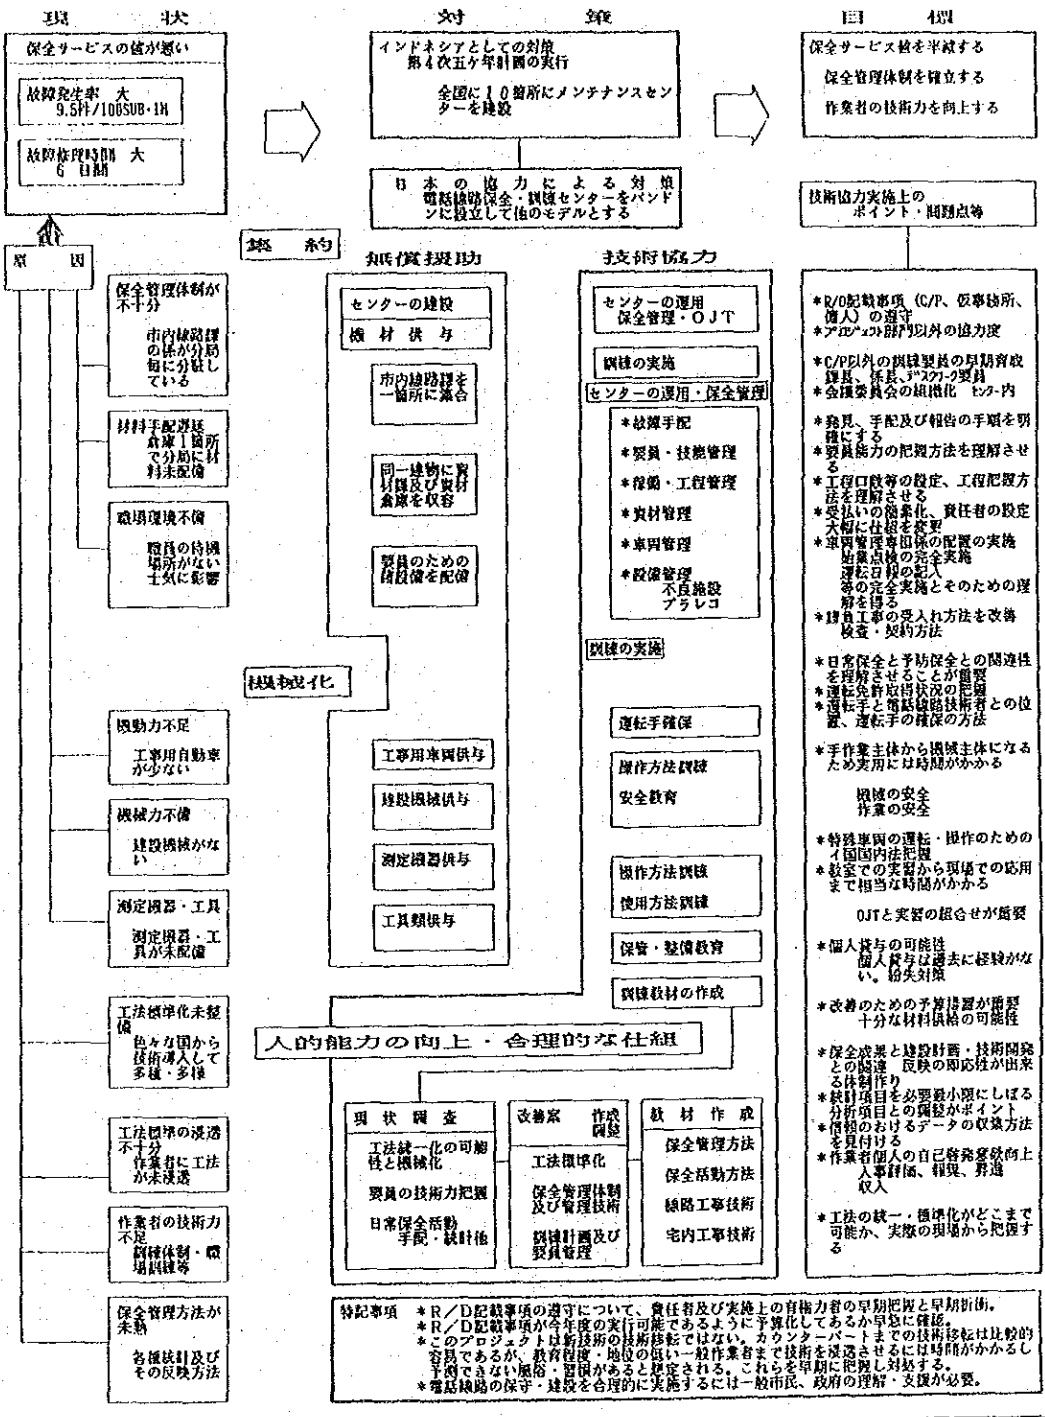 現状
保全サービスの値が悪い
故障発生率 大
9.5件/100SUB・1M
故障修理時間 大
6 日間
対策
インドネシアとしての対策
第4次五ケ年計画の実行
全国に10箇所にメンテナンスセン
ターを建設
日本の協力による対策
電話線路保全・訓練センターをバンド
ンに設立して他のモデルとする
目標
保全サービス値を半減する
保全管理体制を確立する
作業者の技術力を向上する
技術協力実施上の
ポイント・問題点等
原因
保全管理体制が
不十分
市内線路課
の係が分局
毎に分駐し
ている
材料手配遅延
倉庫1箇所
で分局に材
料未配備
職場環境不備
職員の待機
場所がない
士気に影響
機動力不足
工事用自動車
が少ない
機械力不備
建設機械がな
い
測定機器・工具
測定機器・工
具が未配備
工法標準化未整
備
色々な国から
技術導入して
多種・多様
工法標準の浸透
不十分
作業者に工法
が未浸透
作業者の技術力
不足
訓練体制・職
場訓練等
保全管理方法が
未熟
各種統計及び
その反映方法
集約
無償援助
センターの建設
機材供与
市内線路課を
一箇所に集合
同一建物に資
材課及び資材
倉庫を収容
要員のための
諸設備を配備
機械化
工事用車両供与
建設機械供与
測定機器供与
工具類供与
技術協力
センターの運用
保全管理・OJT
訓練の実施
センターの運用・保全管理
*故障手配
*要員・技能管理
*稼働・工程管理
*資材管理
*車両管理
*設備管理
不良施設
プラレコ
訓練の実施
運転手確保
操作方法訓練
安全教育
操作方法訓練
使用方法訓練
保管・整備教育
訓練教材の作成
人的能力の向上・合理的な仕組
現状調査
工法統一化の可能
性と機械化
要員の技術力把握
日常保全活動
手配・統計他
改善案 作成
調整
工法標準化
保全管理体制
及び管理技術
訓練計画及び
要員管理
教材作成
保全管理方法
保全活動方法
線路工事技術
宅内工事技術
*R/D記載事項(C/P、仮事務所、
個人)の遵守
*プロジェクト部門以外の協力度
*C/P以外の訓練要員の早期育成
課長、係長、デスクワーク要員
*会議委員会の組織化 センター内
*発見、手配及び報告の手順を明
確にする
*要員能力の把握方法を理解させ
る
*工程口数等の設定、工程把握方
法を理解させる
*受払いの簡素化、責任者の設定
大幅に仕組を変更
*車両管理専担係の配置の実施
始業点検の完全実施
運転日報の記入
等の完全実施とそのための理
解を得る
*請負工事の受入れ方法を改善
検査・契約方法
*日常保全と予防保全との関連性
を理解させることが重要
*運転免許取得状況の把握
*運転手と電話線路技術者との位
置、運転手の確保の方法
*手作業主体から機械主体になる
ため実用には時間がかかる
機械の安全
作業の安全
*特殊車両の運転・操作のための
イ国国内法把握
*教室での実習から現場での応用
まで相当な時間がかかる
OJTと実習の組合せが重要
*個人貸与の可能性
個人貸与は過去に経験がな
い。紛失対策
*改善のための予算措置が重要
十分な材料供給の可能性
*保全成果と建設計画・技術開発
との関連 反映の即応性が出来
る体制作り
*統計項目を必要最小限にしぼる
分析項目との調整がポイント
*信頼のおけるデータの収集方法
を見付ける
*作業者個人の自己啓発意欲向上
人事評価、報奨、昇進
収入
*工法の統一・標準化がどこまで
可能か、実際の現場から把握す
る
特記事項 *R/D記載事項の遵守について、責任者及び実施上の有権力者の早期把握と早期折衝。
*R/D記載事項が今年度の実行可能であるように予算化してあるか早急に確認。
*このプロジェクトは新技術の技術移転ではない。カウンターパートまでの技術移転は比較的
容易であるが、教育程度・地位の低い一般作業者まで技術を浸透させるには時間がかかるし
予測できない風俗・習慣があると想定される。これらを早期に把握し対処する。
*電話線路の保守・建設を合理的に実施するには一般市民、政府の理解・支援が必要。